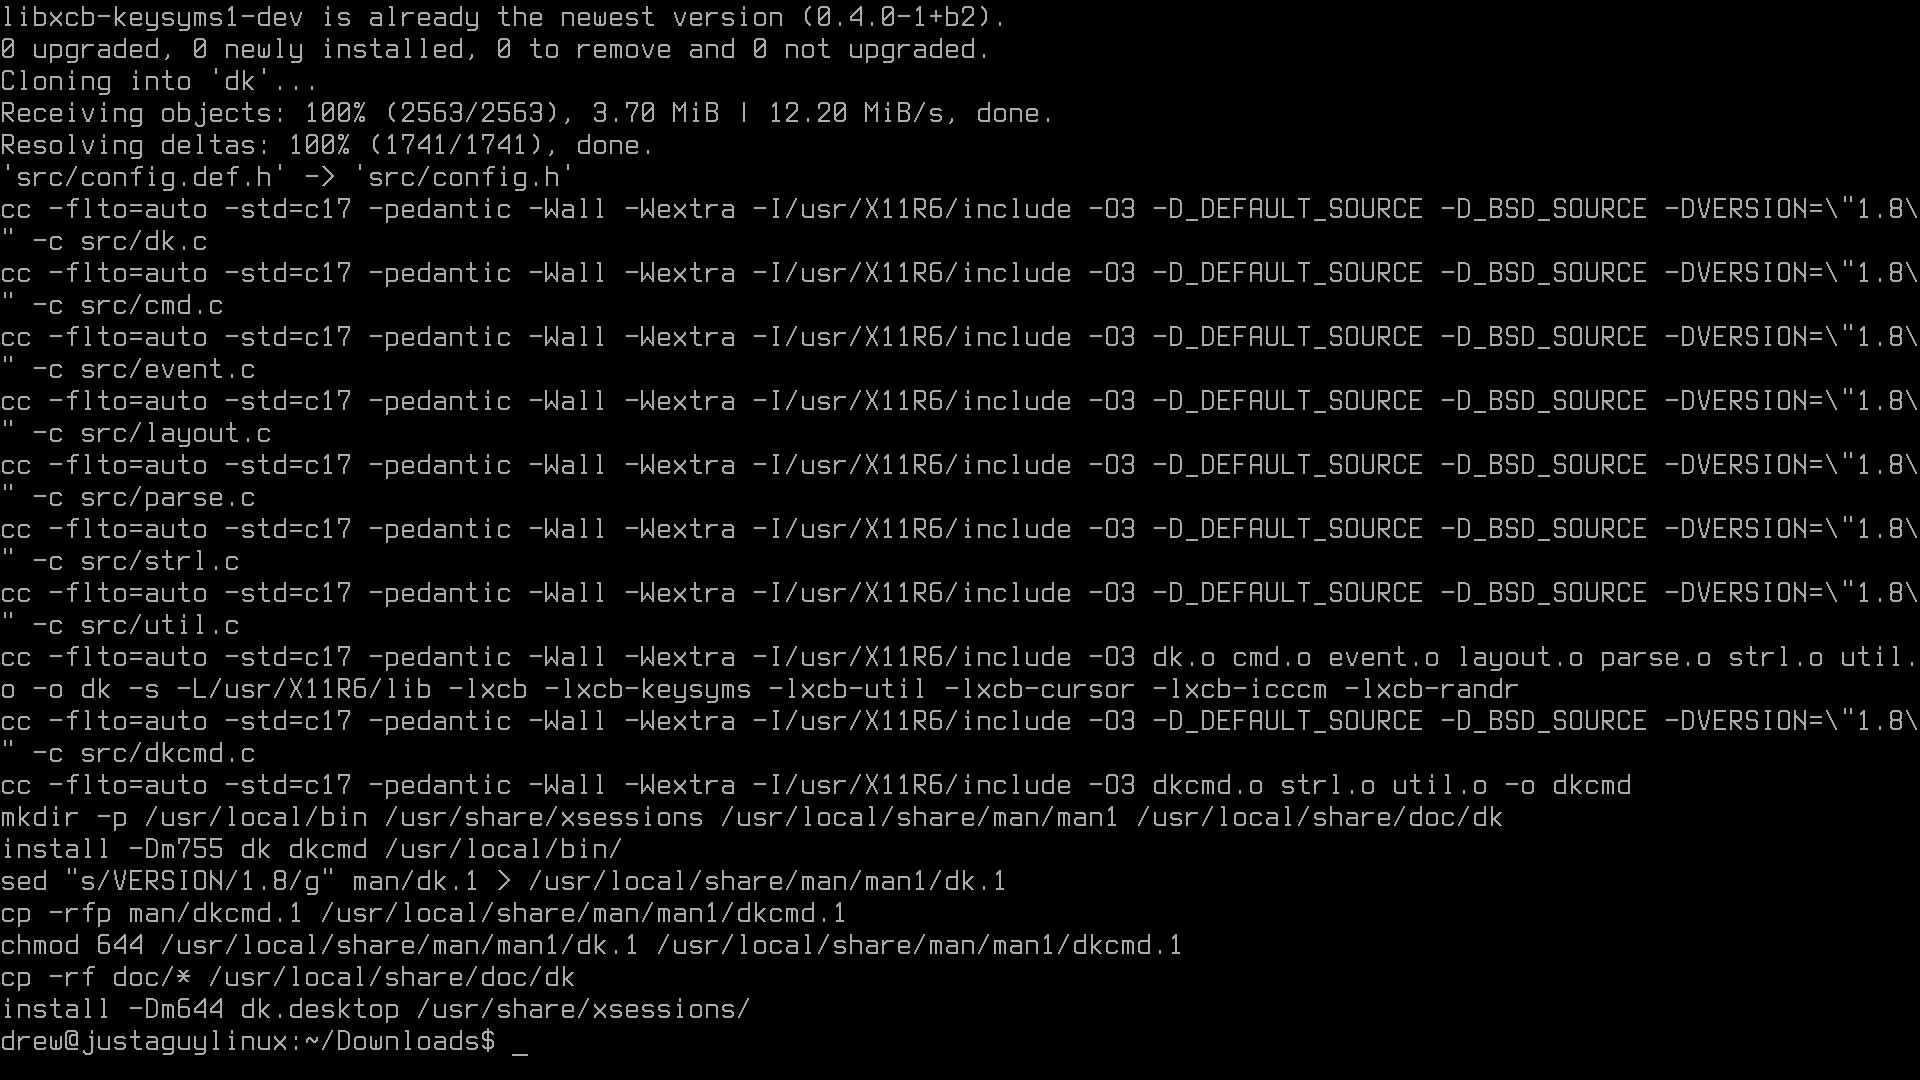 libxcb-keysyms1-dev is already the newest version (0.4.0-1+b2).
0 upgraded, 0 newly installed, 0 to remove and 0 not upgraded.
Cloning into 'dk'...
Receiving objects: 100% (2563/2563), 3.70 MiB | 12.20 MiB/s, done.
Resolving deltas: 100% (1741/1741), done.
'src/config.def.h' -> 'src/config.h'
cc -flto=auto -std=c17 -pedantic -Wall -Wextra -I/usr/X11R6/include -O3 -D_DEFAULT_SOURCE -D_BSD_SOURCE -DVERSION=\"1.8\
" -c src/dk.c
cc -flto=auto -std=c17 -pedantic -Wall -Wextra -I/usr/X11R6/include -O3 -D_DEFAULT_SOURCE -D_BSD_SOURCE -DVERSION=\"1.8\
" -c src/cmd.c
cc -flto=auto -std=c17 -pedantic -Wall -Wextra -I/usr/X11R6/include -O3 -D_DEFAULT_SOURCE -D_BSD_SOURCE -DVERSION=\"1.8\
" -c src/event.c
cc -flto=auto -std=c17 -pedantic -Wall -Wextra -I/usr/X11R6/include -O3 -D_DEFAULT_SOURCE -D_BSD_SOURCE -DVERSION=\"1.8\
" -c src/layout.c
cc -flto=auto -std=c17 -pedantic -Wall -Wextra -I/usr/X11R6/include -O3 -D_DEFAULT_SOURCE -D_BSD_SOURCE -DVERSION=\"1.8\
" -c src/parse.c
cc -flto=auto -std=c17 -pedantic -Wall -Wextra -I/usr/X11R6/include -O3 -D_DEFAULT_SOURCE -D_BSD_SOURCE -DVERSION=\"1.8\
" -c src/strl.c
cc -flto=auto -std=c17 -pedantic -Wall -Wextra -I/usr/X11R6/include -O3 -D_DEFAULT_SOURCE -D_BSD_SOURCE -DVERSION=\"1.8\
" -c src/util.c
cc -flto=auto -std=c17 -pedantic -Wall -Wextra -I/usr/X11R6/include -O3 dk.o cmd.o event.o layout.o parse.o strl.o util.
o -o dk -s -L/usr/X11R6/lib -lxcb -lxcb-keysyms -lxcb-util -lxcb-cursor -lxcb-icccm -lxcb-randr
cc -flto=auto -std=c17 -pedantic -Wall -Wextra -I/usr/X11R6/include -O3 -D_DEFAULT_SOURCE -D_BSD_SOURCE -DVERSION=\"1.8\
" -c src/dkcmd.c
cc -flto=auto -std=c17 -pedantic -Wall -Wextra -I/usr/X11R6/include -O3 dkcmd.o strl.o util.o -o dkcmd
mkdir -p /usr/local/bin /usr/share/xsessions /usr/local/share/man/man1 /usr/local/share/doc/dk
install -Dm755 dk dkcmd /usr/local/bin/
sed "s/VERSION/1.8/g" man/dk.1 > /usr/local/share/man/man1/dk.1
cp -rfp man/dkcmd.1 /usr/local/share/man/man1/dkcmd.1
chmod 644 /usr/local/share/man/man1/dk.1 /usr/local/share/man/man1/dkcmd.1
cp -rf doc/* /usr/local/share/doc/dk
install -Dm644 dk.desktop /usr/share/xsessions/
drew@justaguylinux:~/Downloads$ _